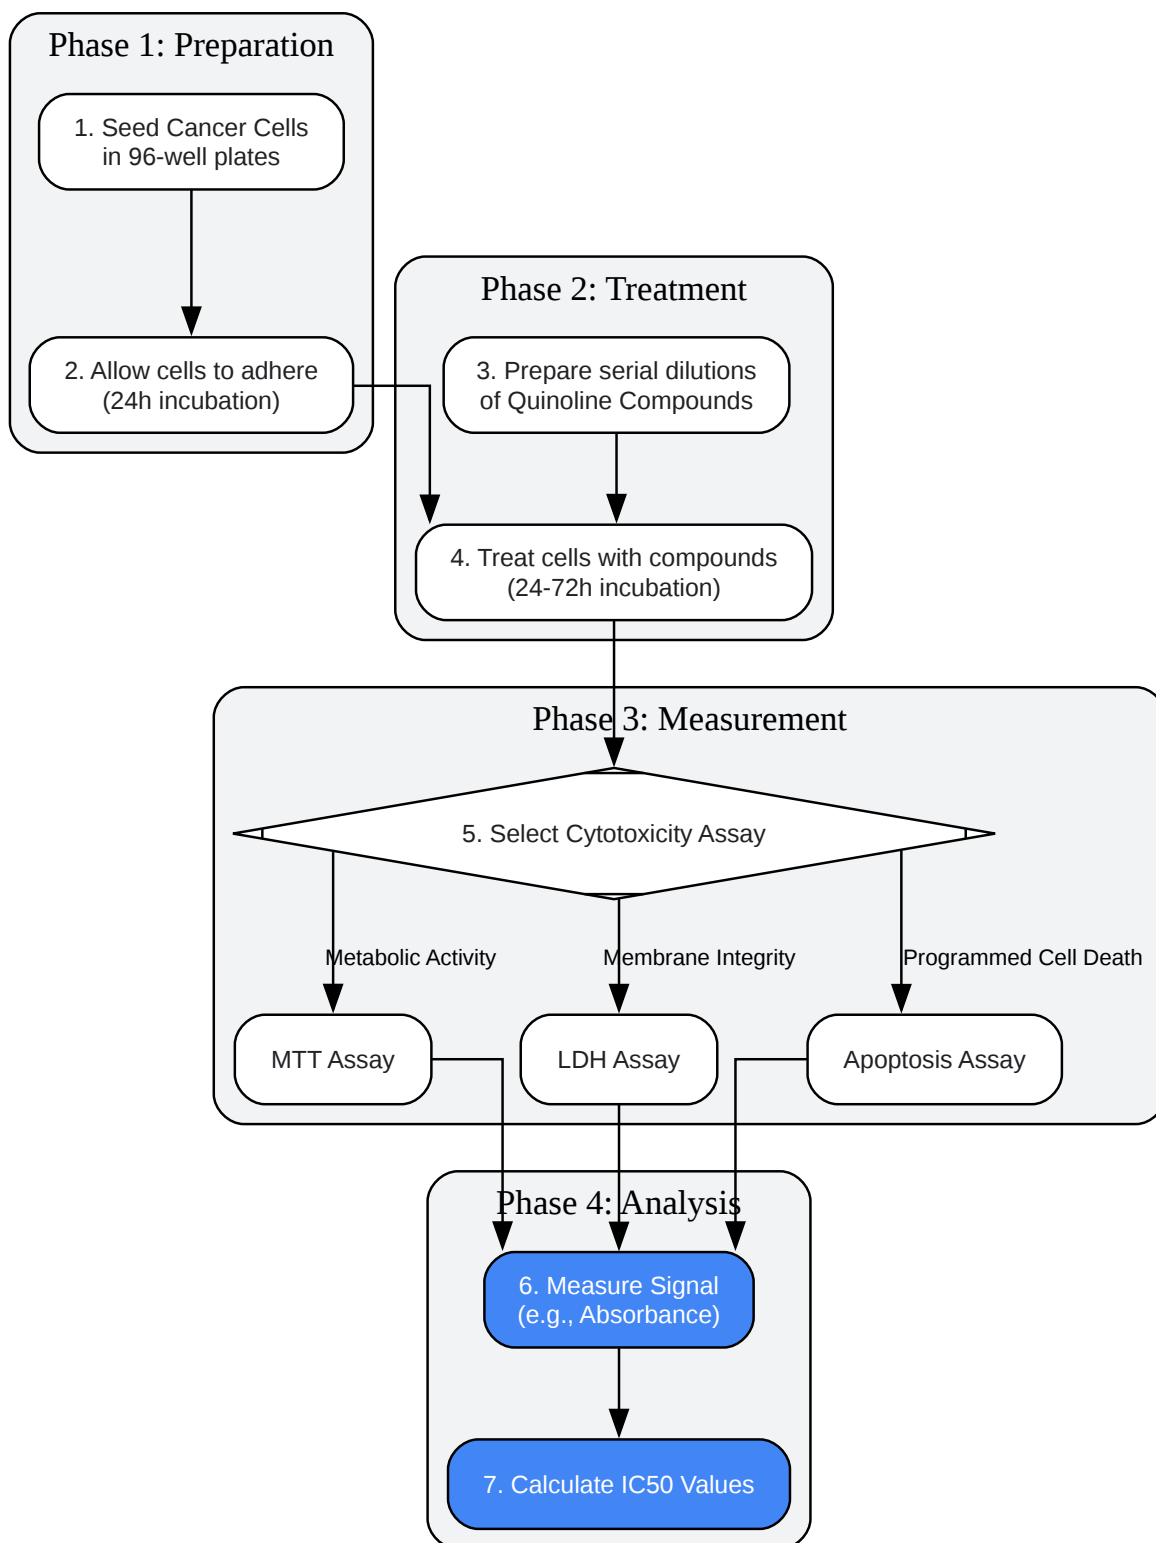 Phase 1: Preparation
1. Seed Cancer Cells
in 96-well plates
2. Allow cells to adhere
(24h incubation)
Phase 2: Treatment
3. Prepare serial dilutions
of Quinoline Compounds
4. Treat cells with compounds
(24-72h incubation)
Phase 3: Measurement
5. Select Cytotoxicity Assay
Metabolic Activity
Membrane Integrity
Programmed Cell Death
MTT Assay
LDH Assay
Apoptosis Assay
Phase 4: Analysis
6. Measure Signal
(e.g., Absorbance)
7. Calculate IC50 Values